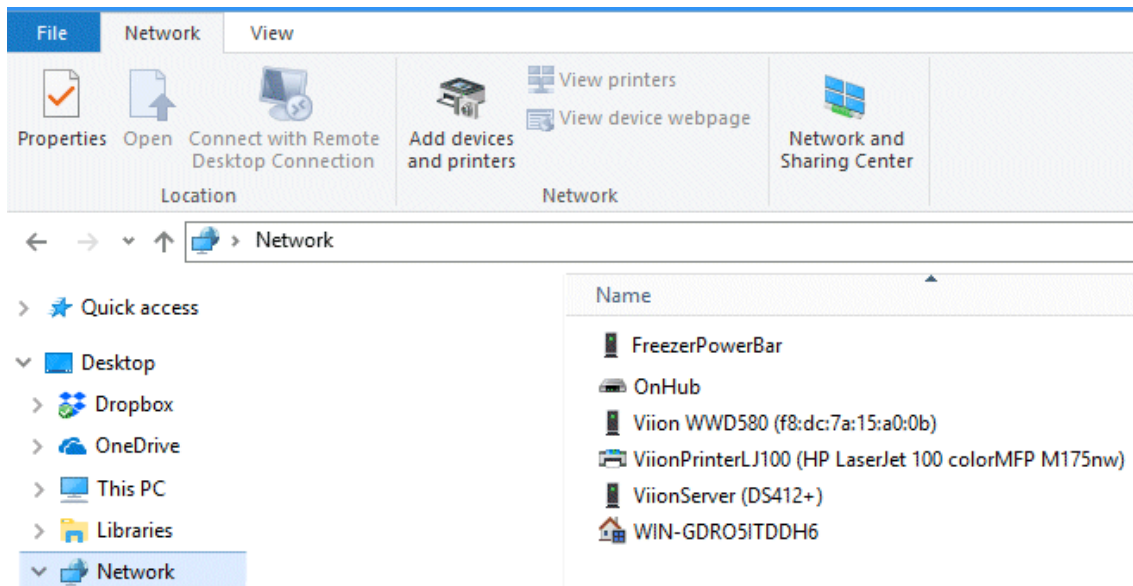 File Network View
Properties Open Connect with Remote Desktop Connection Add devices and printers View printers View device webpage Network and Sharing Center
Location Network
Network
Quick access
Desktop
Dropbox
OneDrive
This PC
Libraries
Network
Name
FreezerPowerBar
OnHub
Viion WWD580 (f8:dc:7a:15:a0:0b)
ViionPrinterLJ100 (HP LaserJet 100 colorMFP M175nw)
ViionServer (DS412+)
WIN-GDRO5ITDDH6